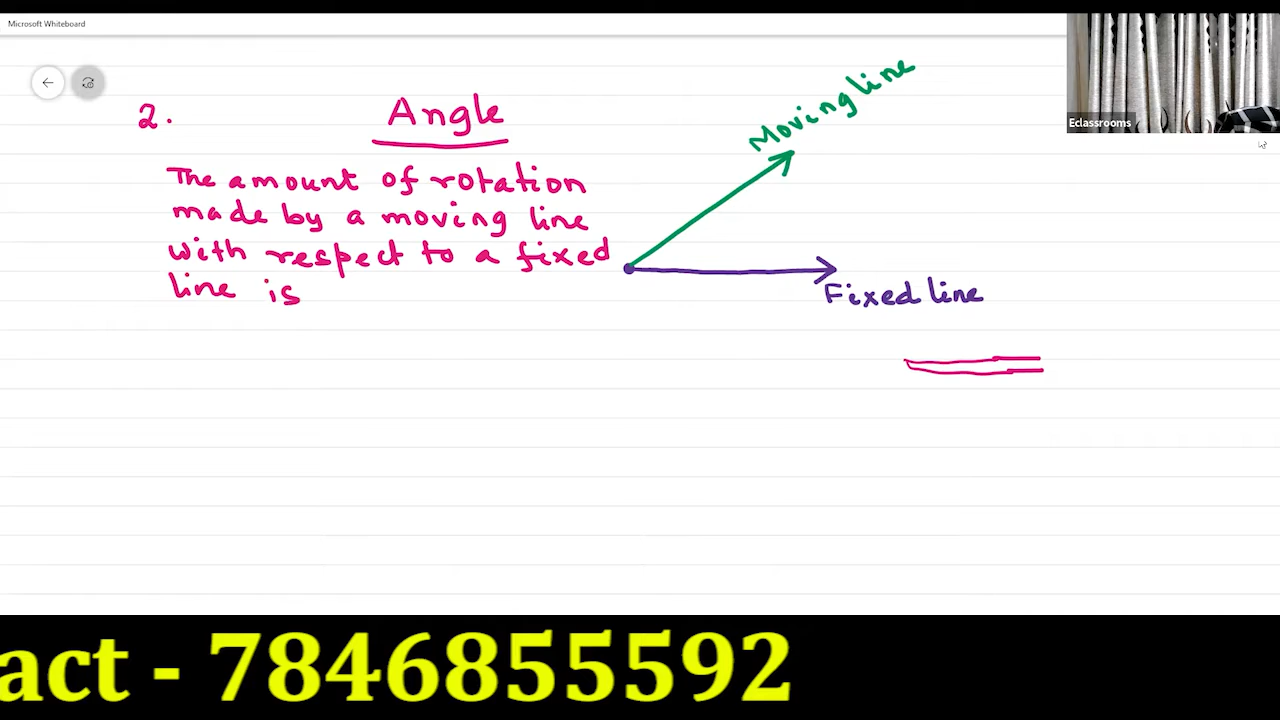 Microsoft Whiteboard
Eclassrooms
2. Angle
Moving line
The amount of rotation
made by a moving line
with respect to a fixed
line is
Fixed line
act - 7846855592